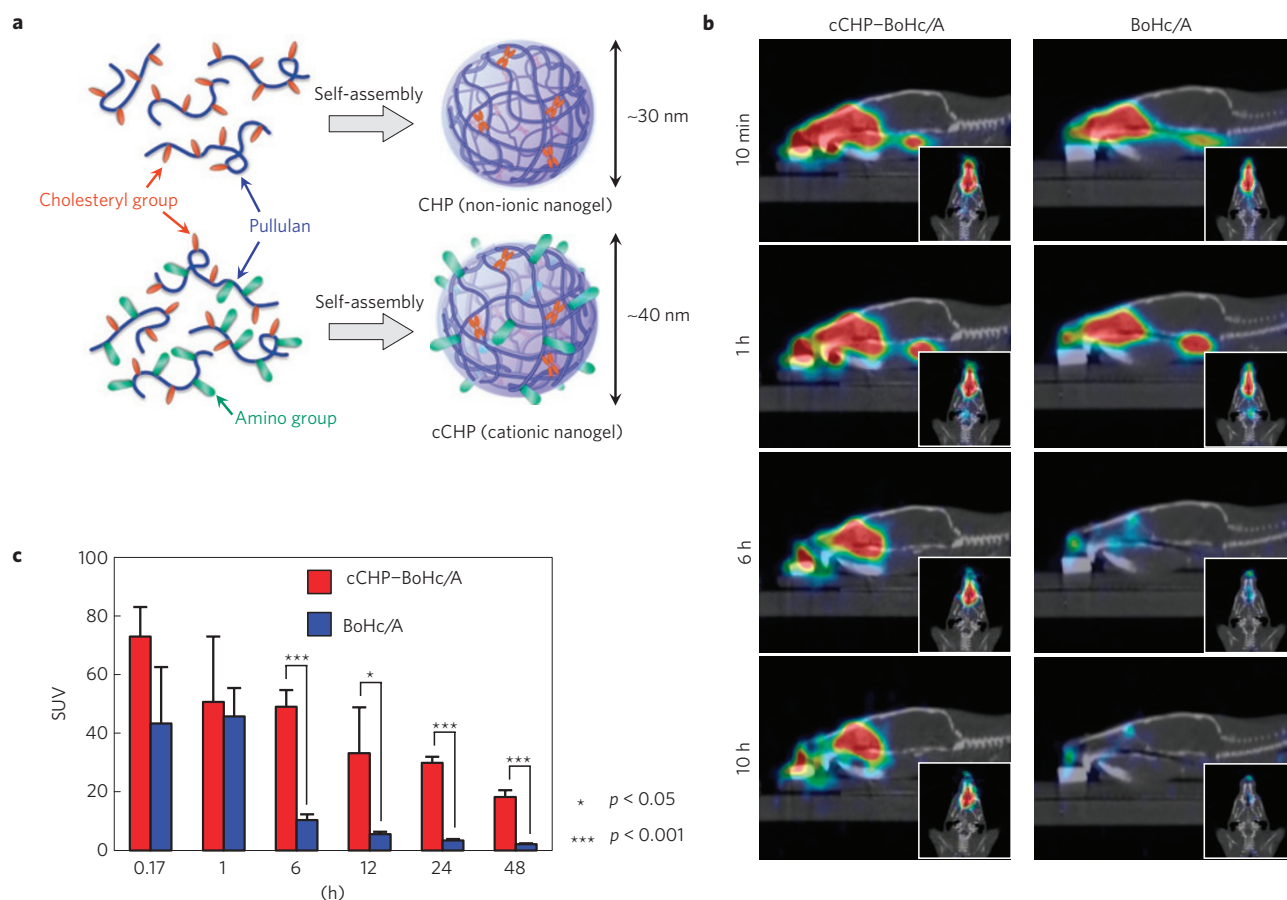 a
Self-assembly
~30 nm
CHP (non-ionic nanogel)
Cholesteryl group
Pullulan
Self-assembly
~40 nm
Amino group
cCHP (cationic nanogel)
b
cCHP–BoHc/A
BoHc/A
10 min
1 h
6 h
10 h
c
100
80
60
40
20
0
SUV
cCHP–BoHc/A
BoHc/A
***
*
***
***
* p < 0.05
*** p < 0.001
0.17 1 6 12 24 48
(h)